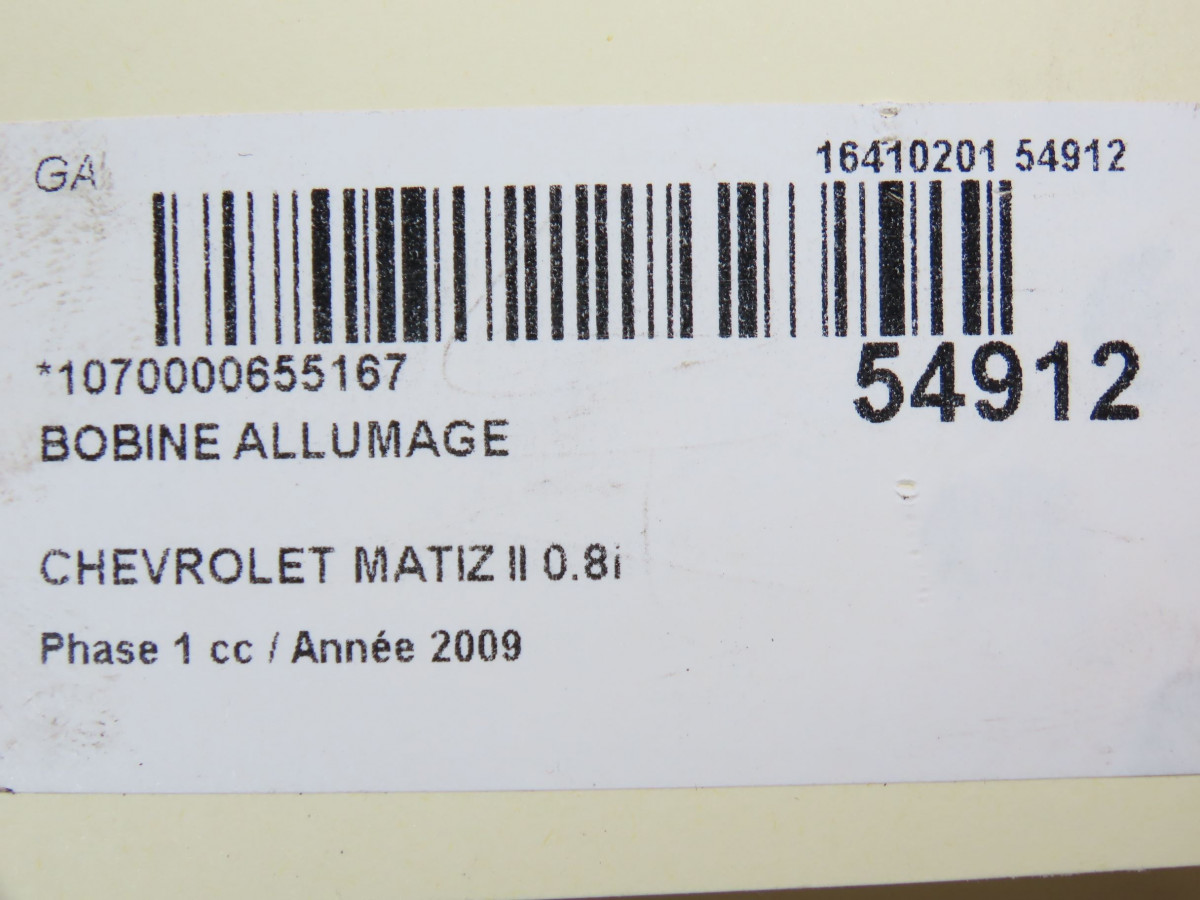 GA
16410201 54912
*1070000655167
54912
BOBINE ALLUMAGE
CHEVROLET MATIZ II 0.8i
Phase 1 cc / Année 2009